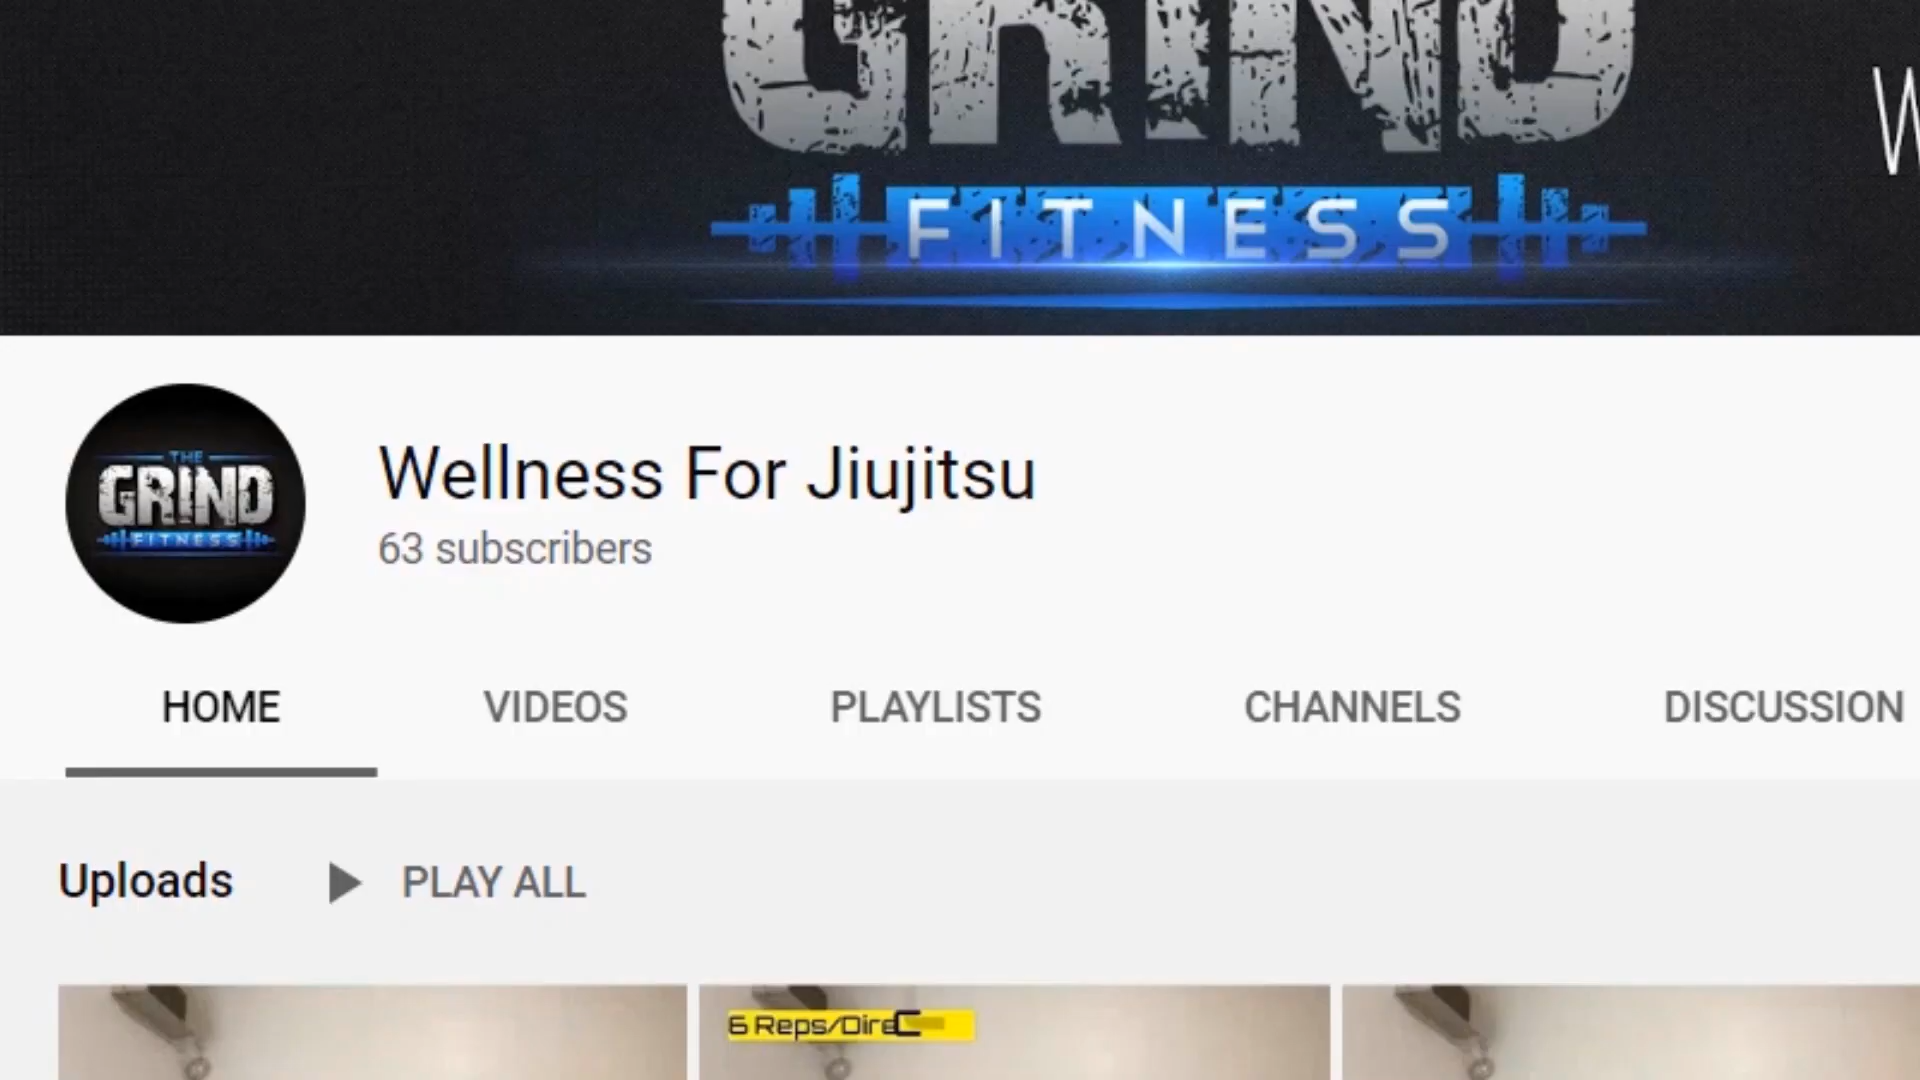 GRIND
W
FITNESS
THE
GRIND
FITNESS
Wellness For Jiujitsu
63 subscribers
HOME VIDEOS PLAYLISTS CHANNELS DISCUSSION
Uploads PLAY ALL
6 Reps/Direc